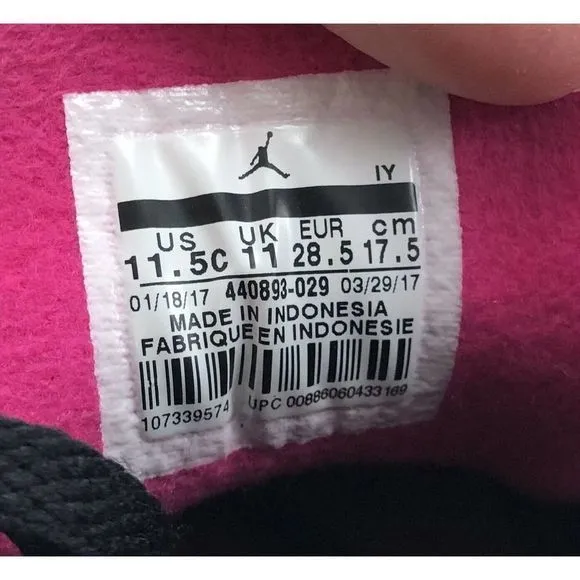 IY
US UK EUR cm
11.5C 11 28.5 17.5
01/18/17 440893-029 03/29/17
MADE IN INDONESIA
FABRIQUE EN INDONESIE
107339574 UPC 00886060433169